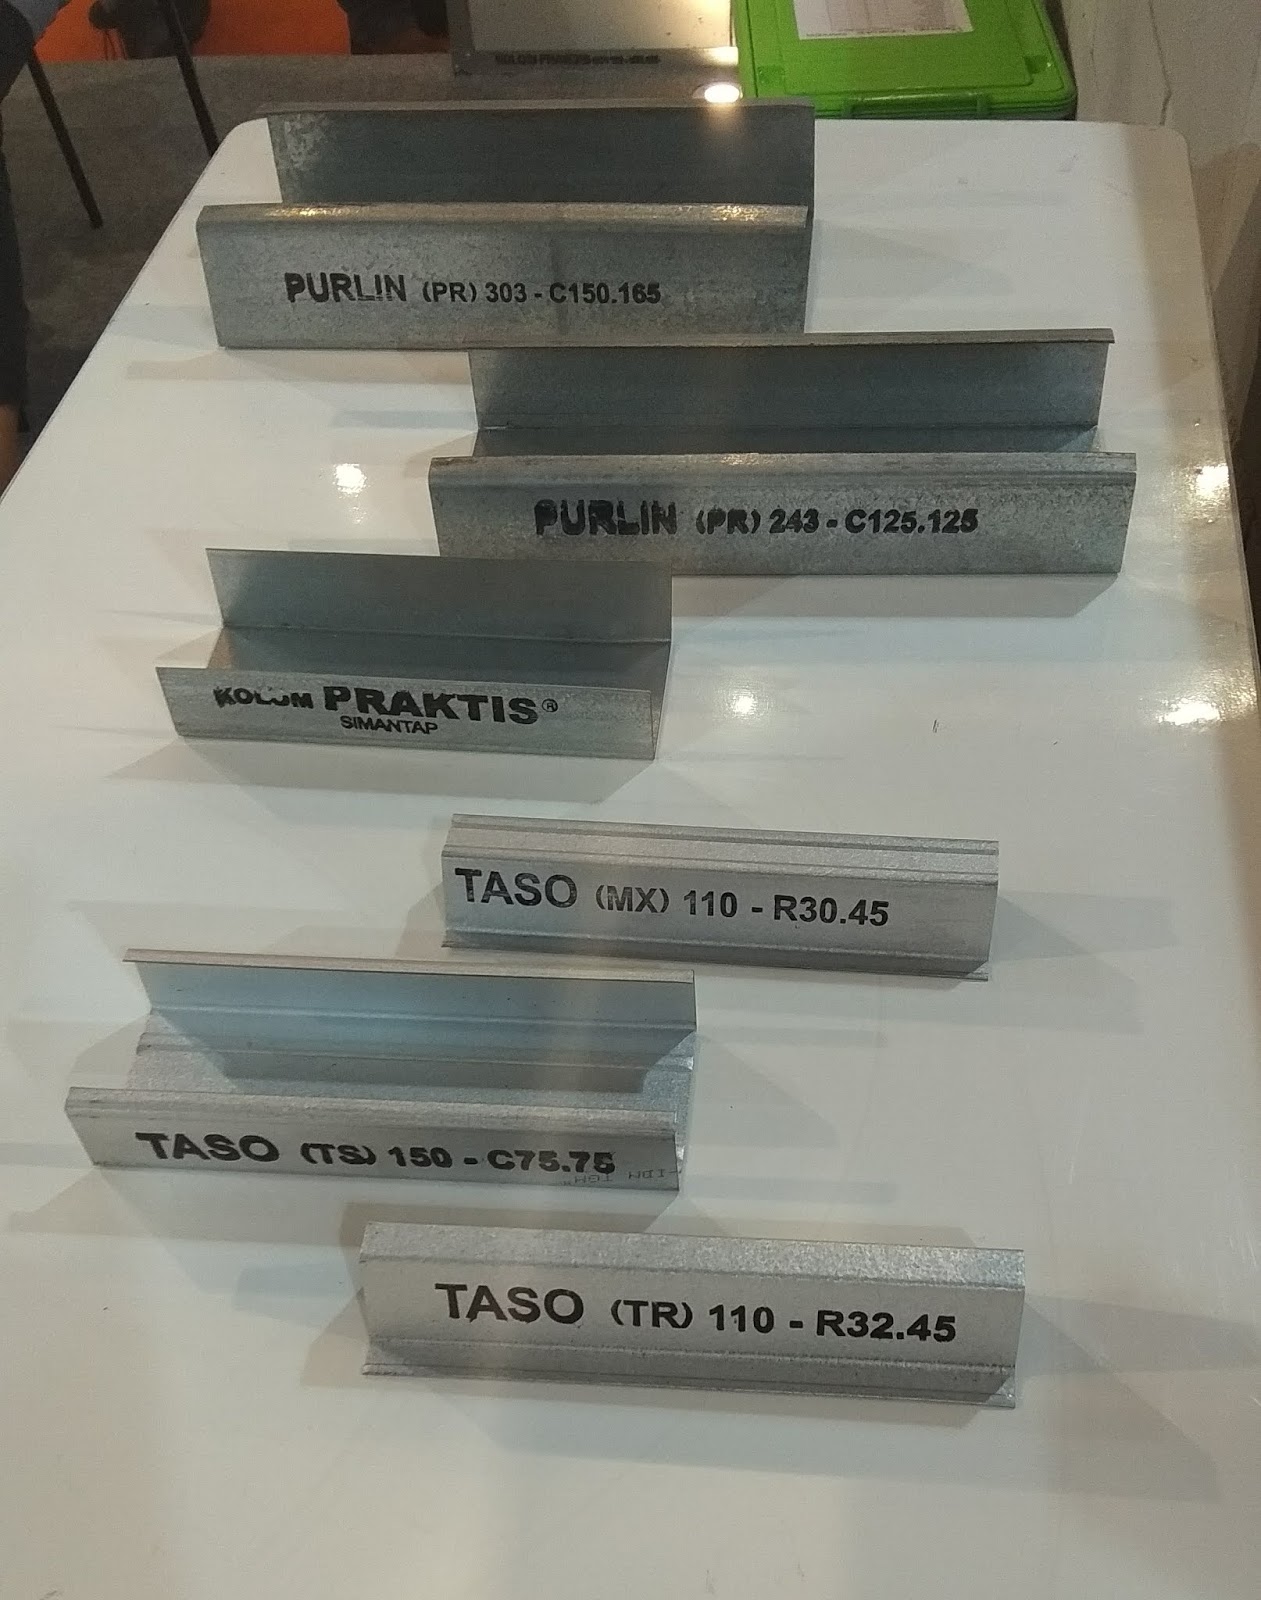 PURLIN (PR) 303 - C150.165
PURLIN (PR) 243 - C125.125
KOLOM PRAKTIS®
SIMANTAP
TASO (MX) 110 - R30.45
TASO (TS) 150 - C75.75
TASO (TR) 110 - R32.45